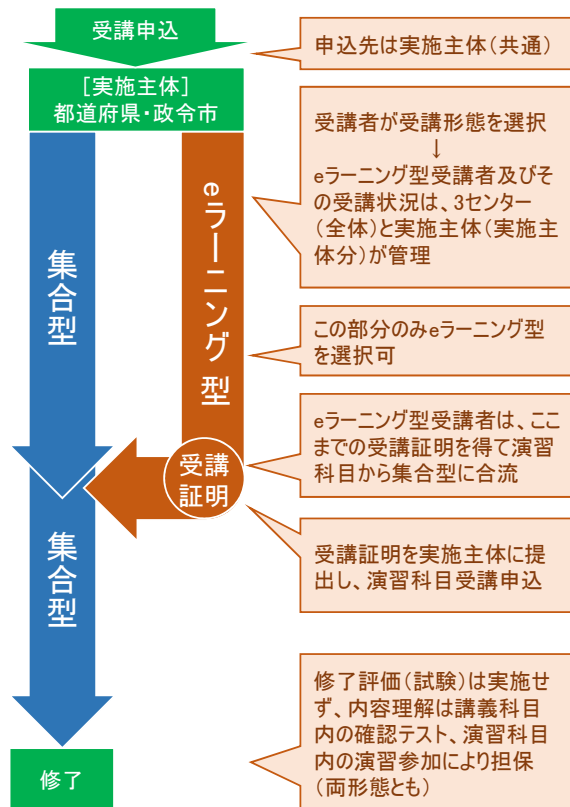 受講申込
申込先は実施主体（共通）
［実施主体］
都道府県・政令市
受講者が受講形態を選択
↓
eラーニング型受講者及びそ
の受講状況は、3センター
（全体）と実施主体（実施主
体分）が管理
集合型
eラーニング型
この部分のみeラーニング型
を選択可
eラーニング型受講者は、ここ
までの受講証明を得て演習
科目から集合型に合流
受講
証明
集合型
受講証明を実施主体に提
出し、演習科目受講申込
修了評価（試験）は実施せ
ず、内容理解は講義科目
内の確認テスト、演習科目
内の演習参加により担保
（両形態とも）
修了